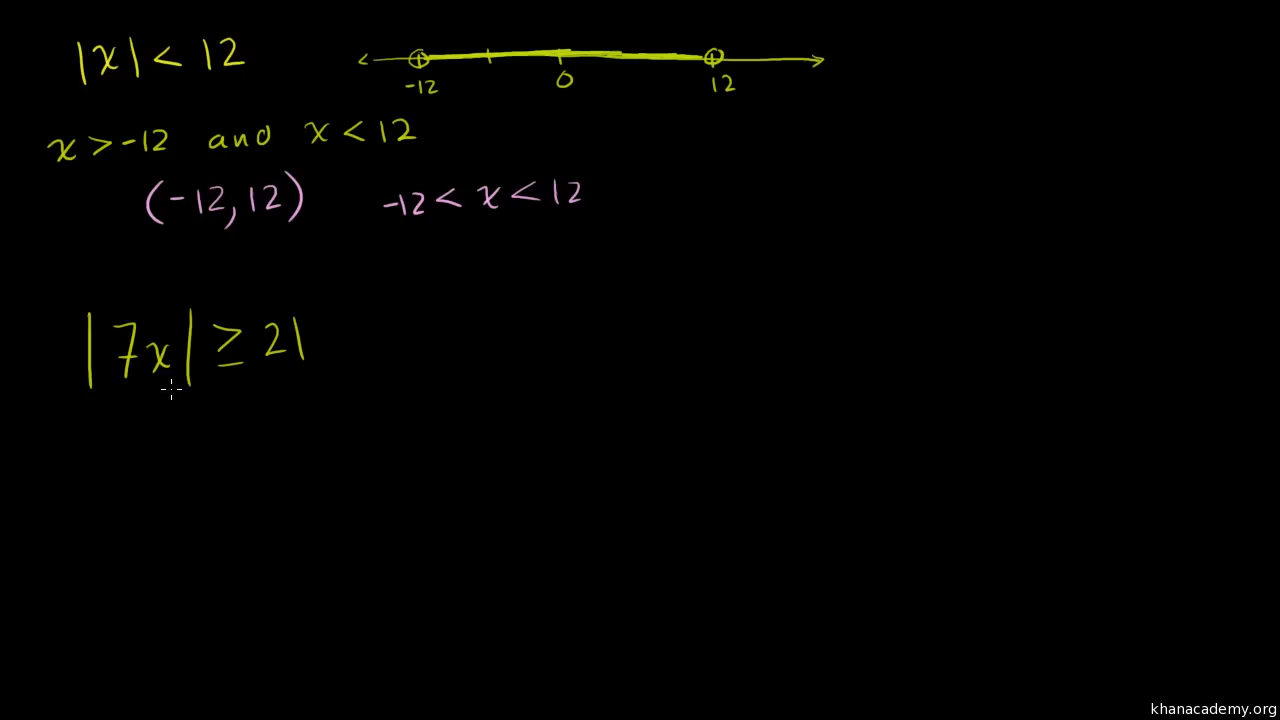 |x| < 12
-12 0 12
x > -12 and x < 12
(-12, 12) -12 < x < 12
|7x| ≥ 21
khanacademy.org